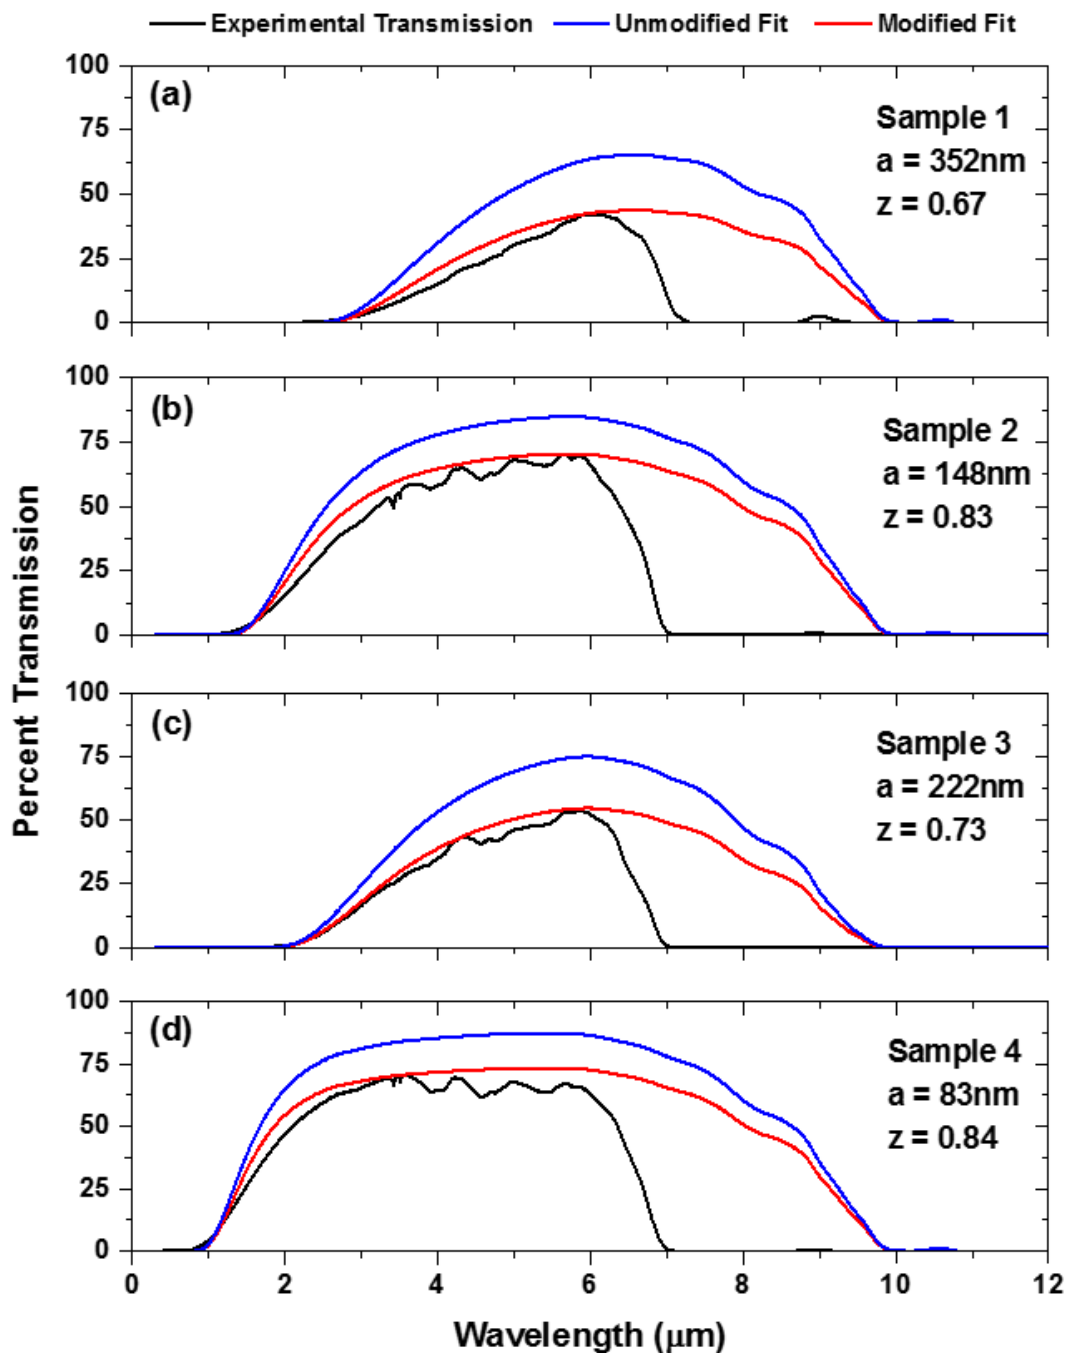 Experimental Transmission Unmodified Fit Modified Fit
Percent Transmission
100
75
50
25
0
(a)
Sample 1
a = 352nm
z = 0.67
100
75
50
25
0
(b)
Sample 2
a = 148nm
z = 0.83
100
75
50
25
0
(c)
Sample 3
a = 222nm
z = 0.73
100
75
50
25
0
(d)
Sample 4
a = 83nm
z = 0.84
0 2 4 6 8 10 12
Wavelength (μm)